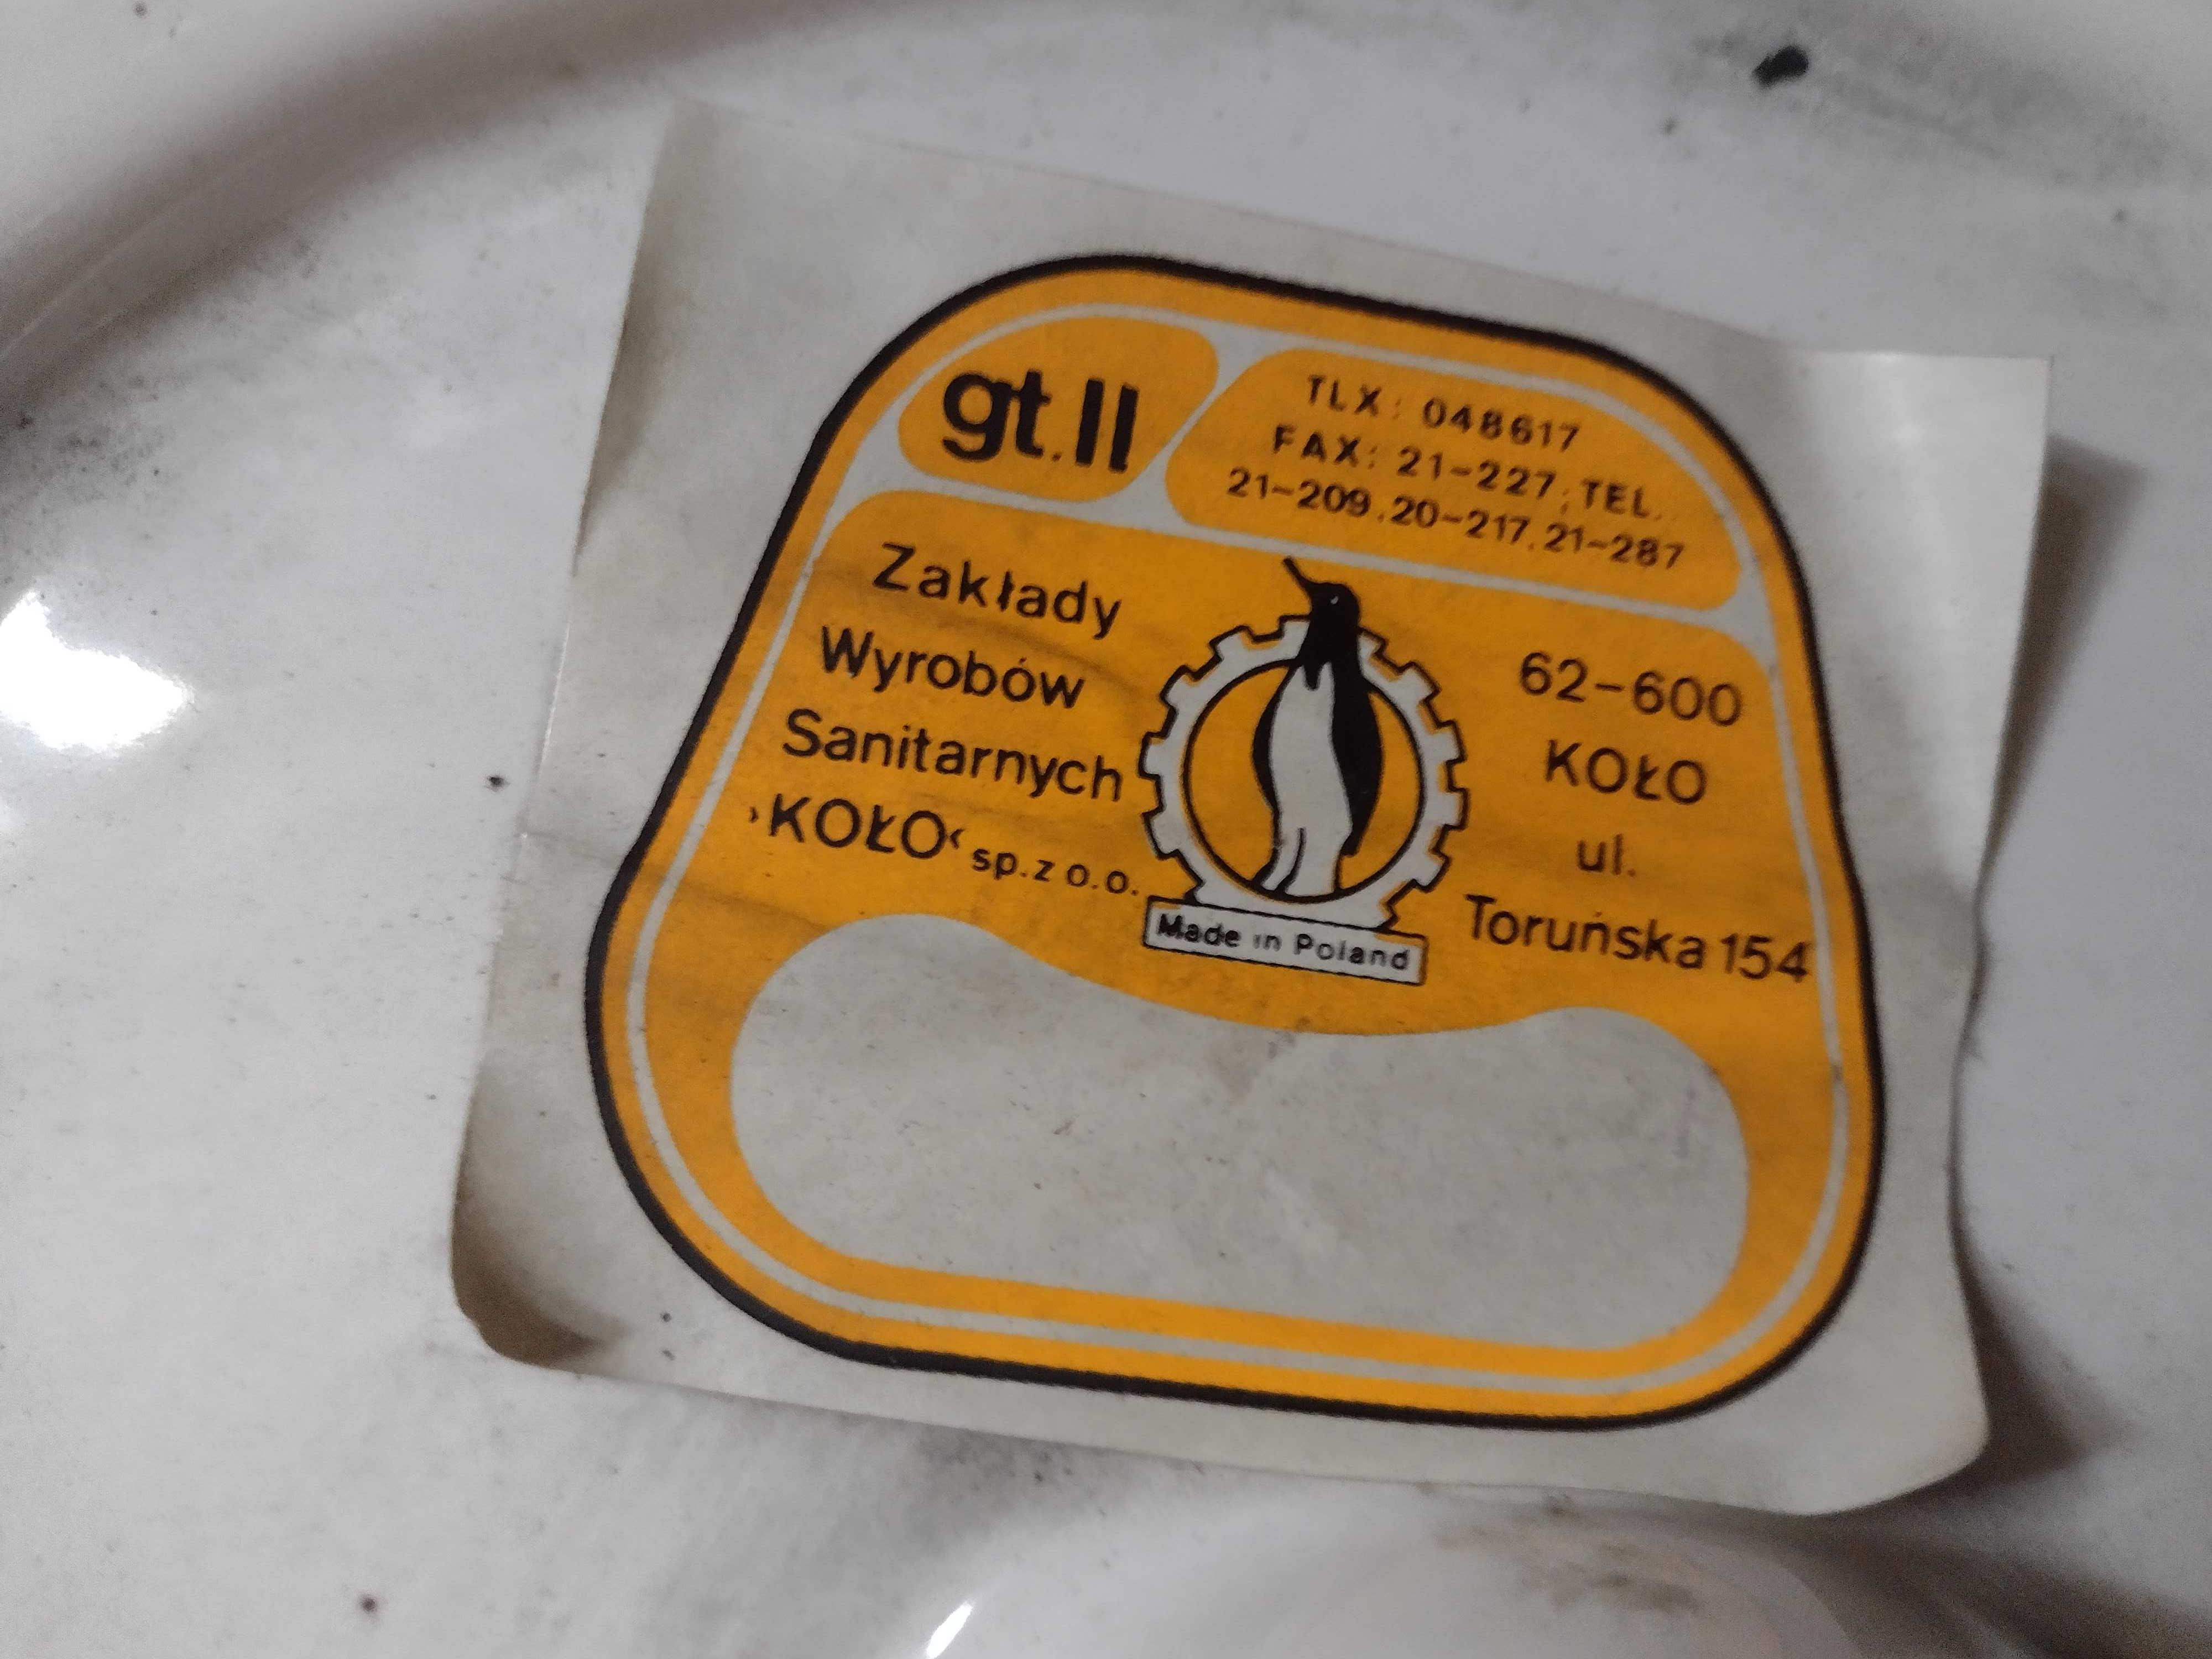 gt.II
TLX: 048617
FAX: 21-227; TEL.
21-209, 20-217, 21-287
Zakłady
Wyrobów
Sanitarnych
›KOŁO‹ sp. z o.o.
Made in Poland
62-600
KOŁO
ul.
Toruńska 154